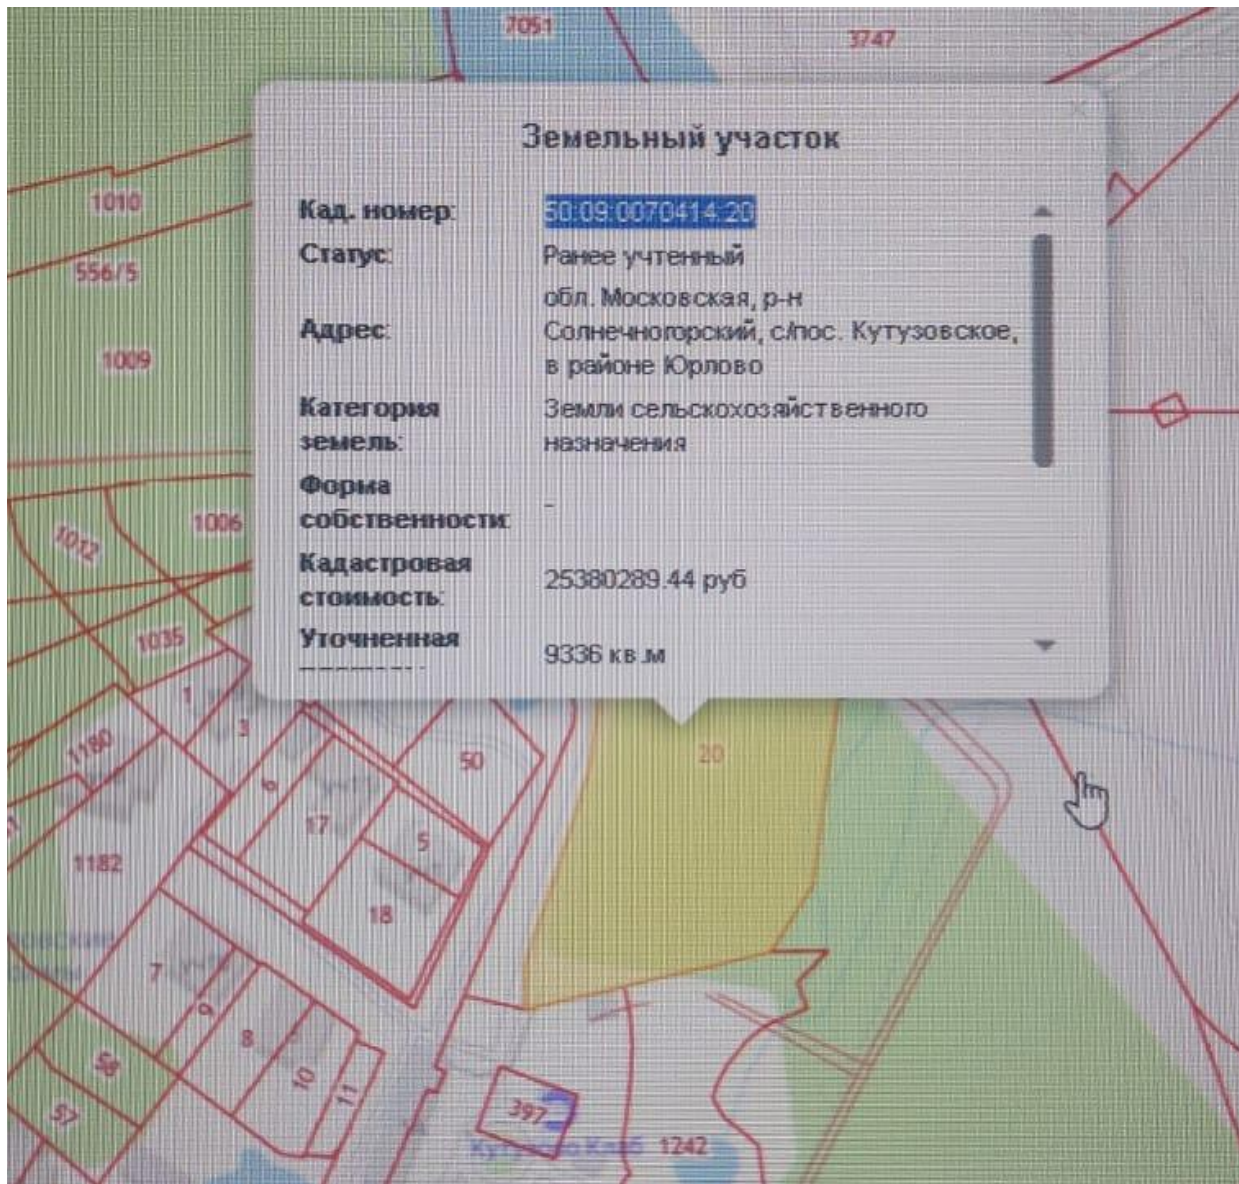 7051
3747
Земельный участок
Кад. номер: 50:09:0070414:20
Статус: Ранее учтенный
Адрес: обл. Московская, р-н
Солнечногорский, с/пос. Кутузовское,
в районе Юрлово
Категория земель: Земли сельскохозяйственного
назначения
Форма собственности: -
Кадастровая стоимость: 25380289.44 руб
Уточненная
9336 кв.м
1010
556/5
1009
1012
1006
1035
1
3
1180
50
20
6
17
5
1182
18
7
9
8
10
11
58
57
397
1242